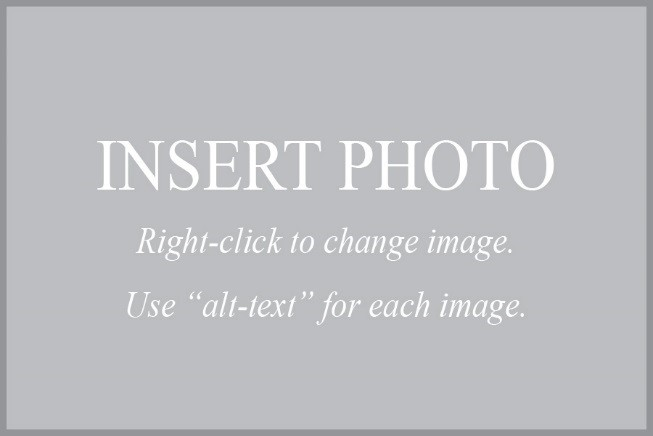 INSERT PHOTO
Right-click to change image.
Use “alt-text” for each image.